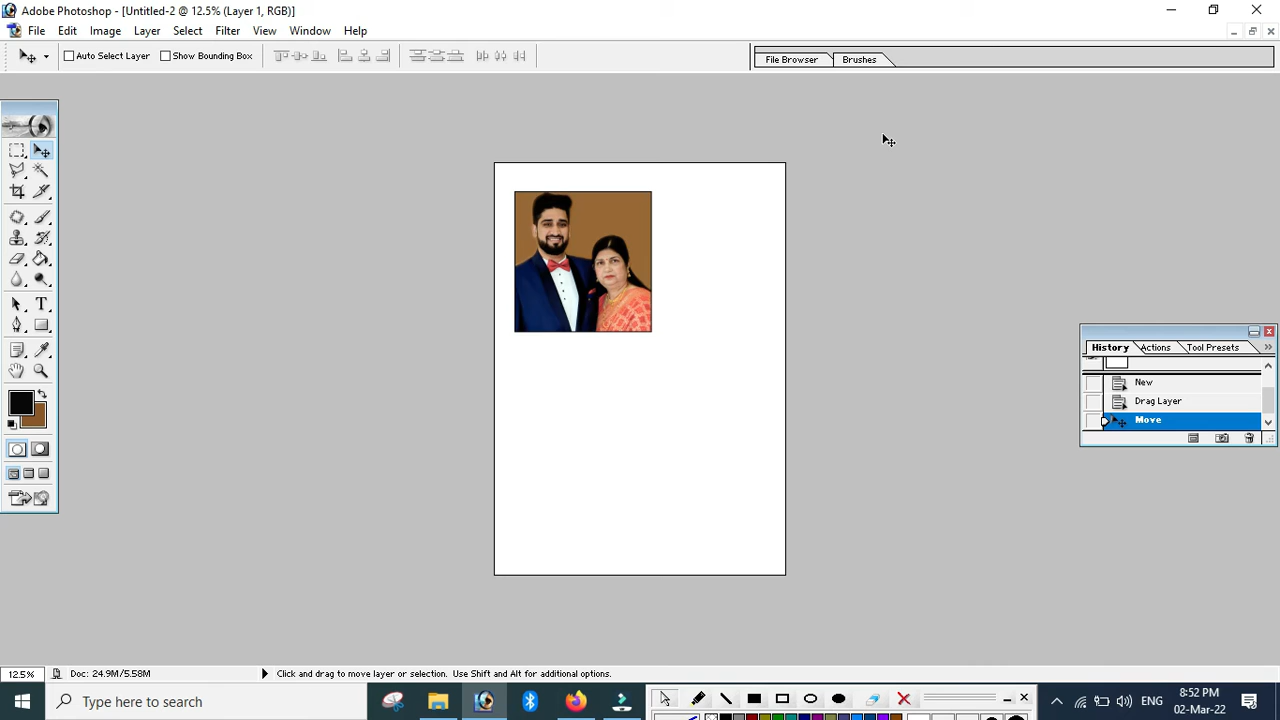 Adobe Photoshop - [Untitled-2 @ 12.5% (Layer 1, RGB)]
File Edit Image Layer Select Filter View Window Help
Auto Select Layer Show Bounding Box File Browser Brushes
History Actions Tool Presets
New
Drag Layer
Move
12.5% Doc: 24.9M/5.58M Click and drag to move layer or selection. Use Shift and Alt for additional options.
Type here to search ENG 8:52 PM
02-Mar-22